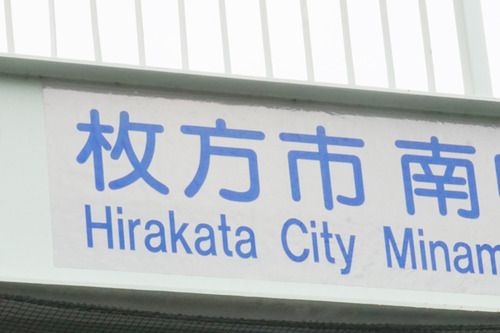 枚方市 南
Hirakata City Minam